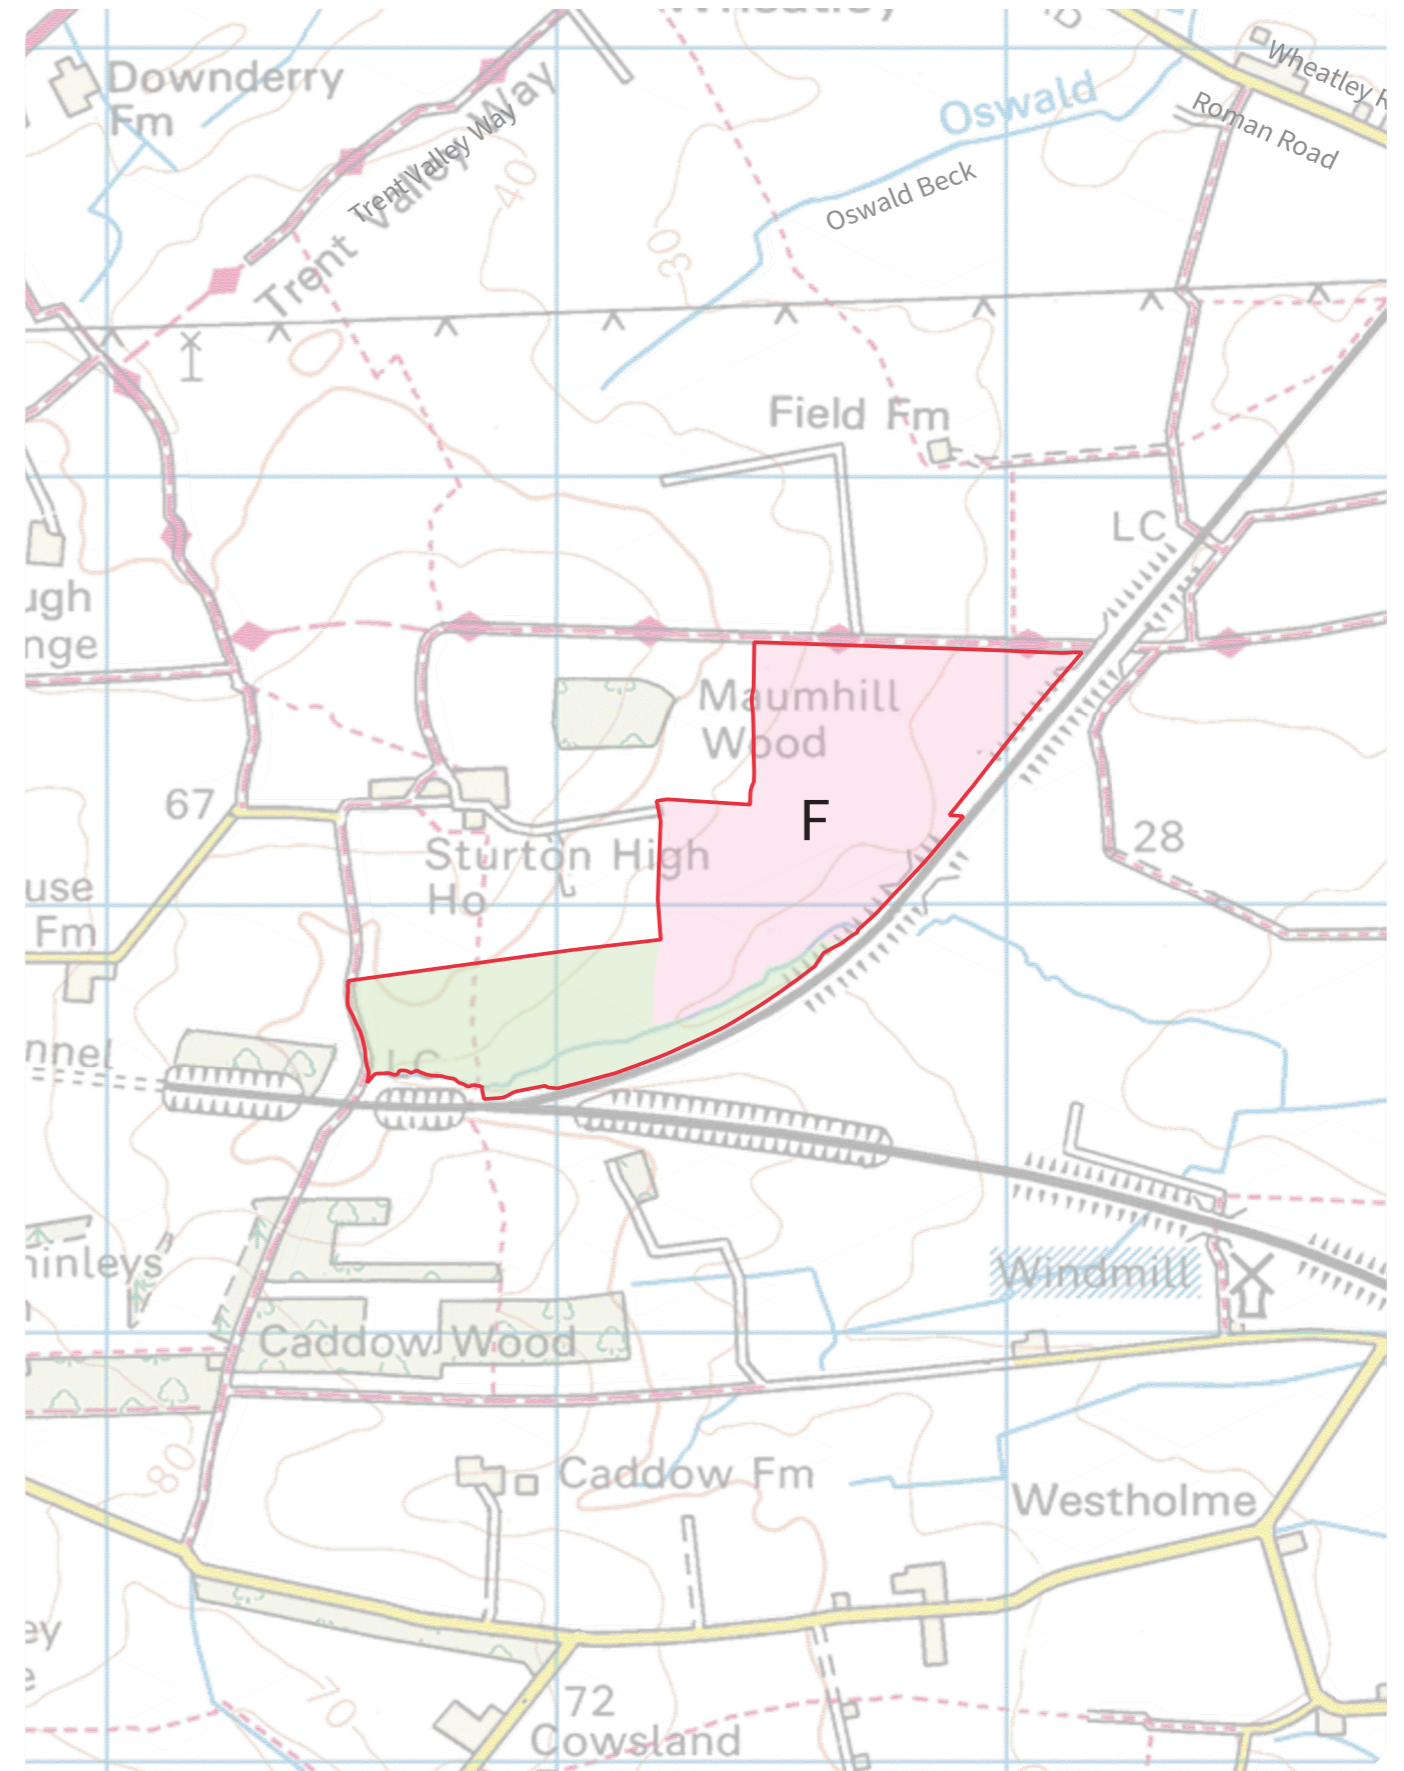 Wheatley
Downderry
Fm
Trent Valley Way
Trent Valley Way
40
30
Oswald
Oswald Beck
Wheatley R
Roman Road
Field Fm
LC
ugh
nge
Maumhill
Wood
67
F
28
Sturton High
Ho
use
Fm
LC
nnel
Windmill
inleys
Caddow Wood
80
Caddow Fm
Westholme
ey
e
70
72
Cowsland